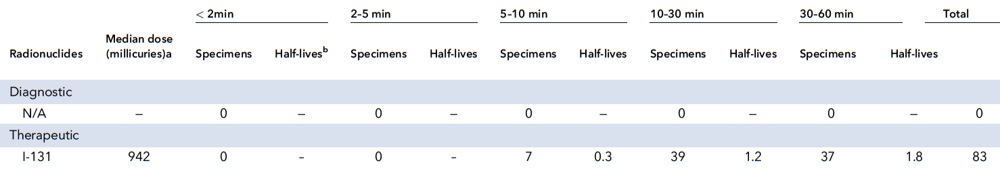 < 2min 2–5 min 5–10 min 10–30 min 30–60 min Total
Radionuclides Median dose (millicuries)a Specimens Half-livesb Specimens Half-lives Specimens Half-lives Specimens Half-lives Specimens Half-lives
Diagnostic
N/A – 0 – 0 – 0 – 0 – 0 – 0
Therapeutic
I-131 942 0 – 0 – 7 0.3 39 1.2 37 1.8 83